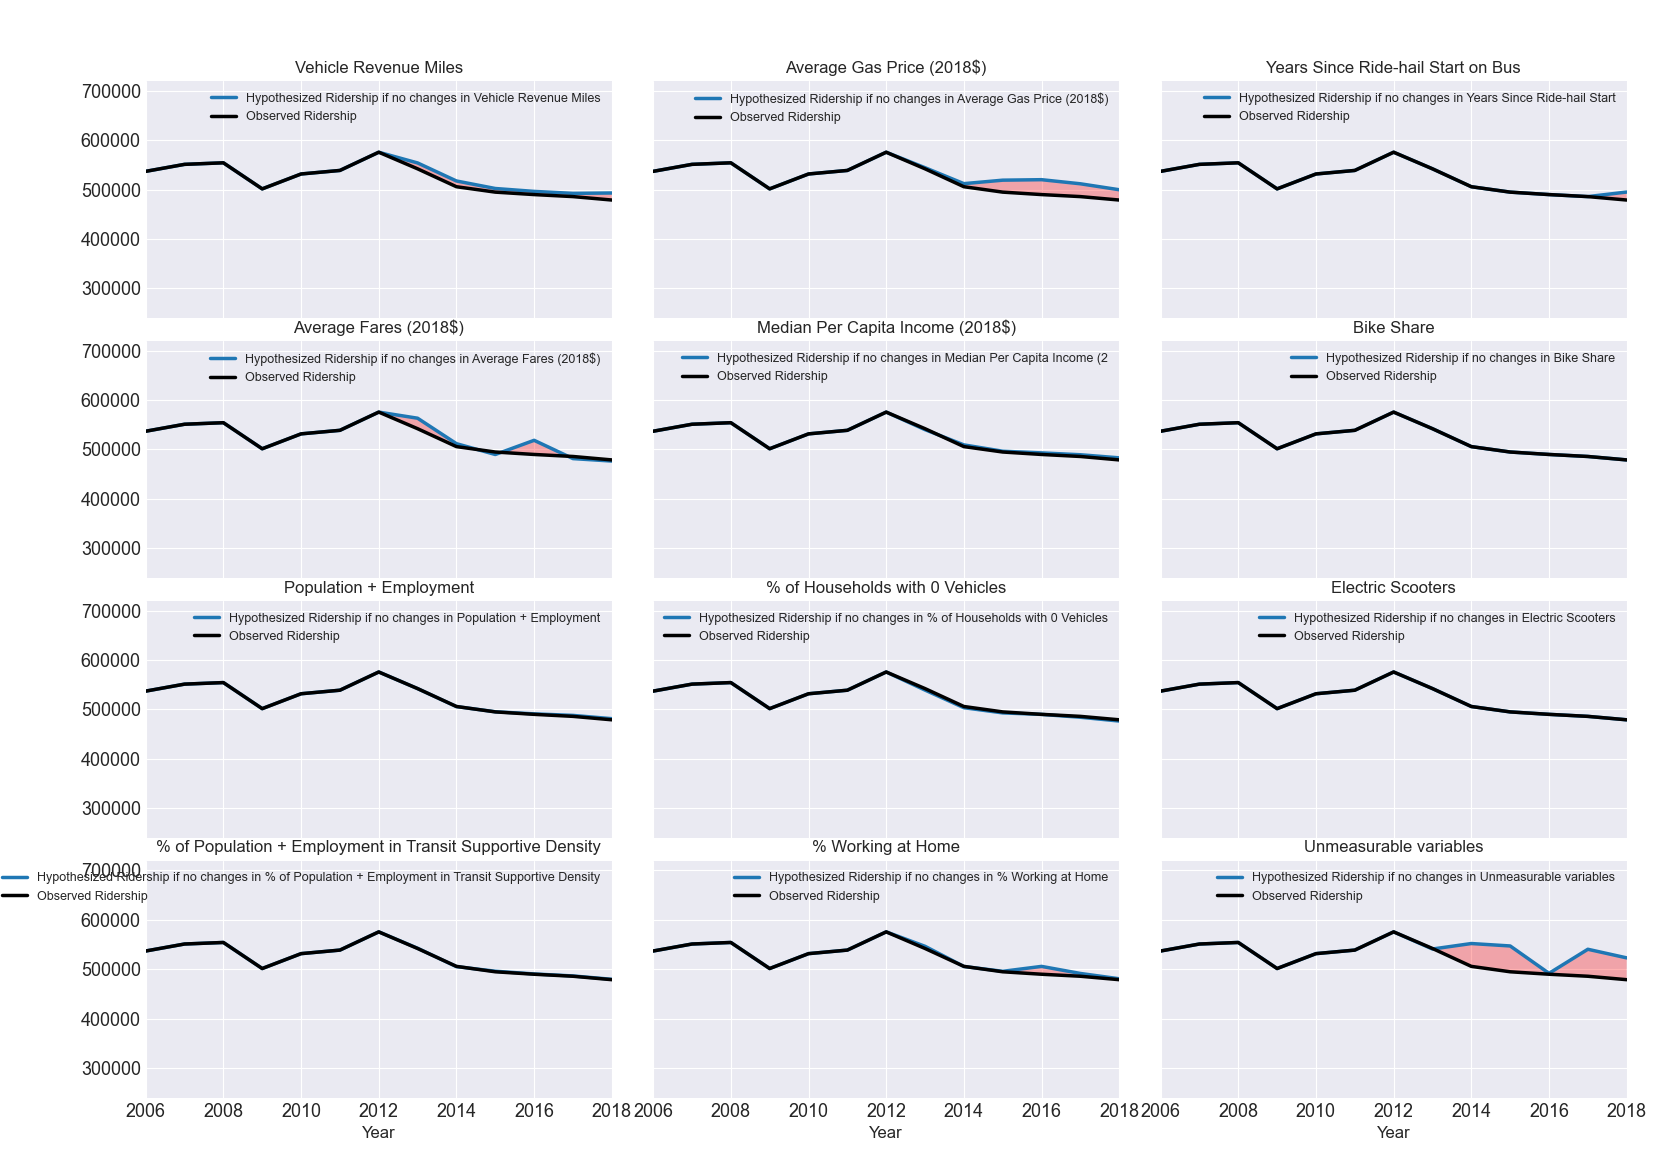 Vehicle Revenue Miles
Hypothesized Ridership if no changes in Vehicle Revenue Miles
Observed Ridership
700000
600000
500000
400000
300000
Average Gas Price (2018$)
Hypothesized Ridership if no changes in Average Gas Price (2018$)
Observed Ridership
Years Since Ride-hail Start on Bus
Hypothesized Ridership if no changes in Years Since Ride-hail Start
Observed Ridership
Average Fares (2018$)
Hypothesized Ridership if no changes in Average Fares (2018$)
Observed Ridership
700000
600000
500000
400000
300000
Median Per Capita Income (2018$)
Hypothesized Ridership if no changes in Median Per Capita Income (2
Observed Ridership
Bike Share
Hypothesized Ridership if no changes in Bike Share
Observed Ridership
Population + Employment
Hypothesized Ridership if no changes in Population + Employment
Observed Ridership
700000
600000
500000
400000
300000
% of Households with 0 Vehicles
Hypothesized Ridership if no changes in % of Households with 0 Vehicles
Observed Ridership
Electric Scooters
Hypothesized Ridership if no changes in Electric Scooters
Observed Ridership
% of Population + Employment in Transit Supportive Density
Hypothesized Ridership if no changes in % of Population + Employment in Transit Supportive Density
Observed Ridership
700000
600000
500000
400000
300000
2006 2008 2010 2012 2014 2016 2018
Year
% Working at Home
Hypothesized Ridership if no changes in % Working at Home
Observed Ridership
2006 2008 2010 2012 2014 2016 2018
Year
Unmeasurable variables
Hypothesized Ridership if no changes in Unmeasurable variables
Observed Ridership
2006 2008 2010 2012 2014 2016 2018
Year